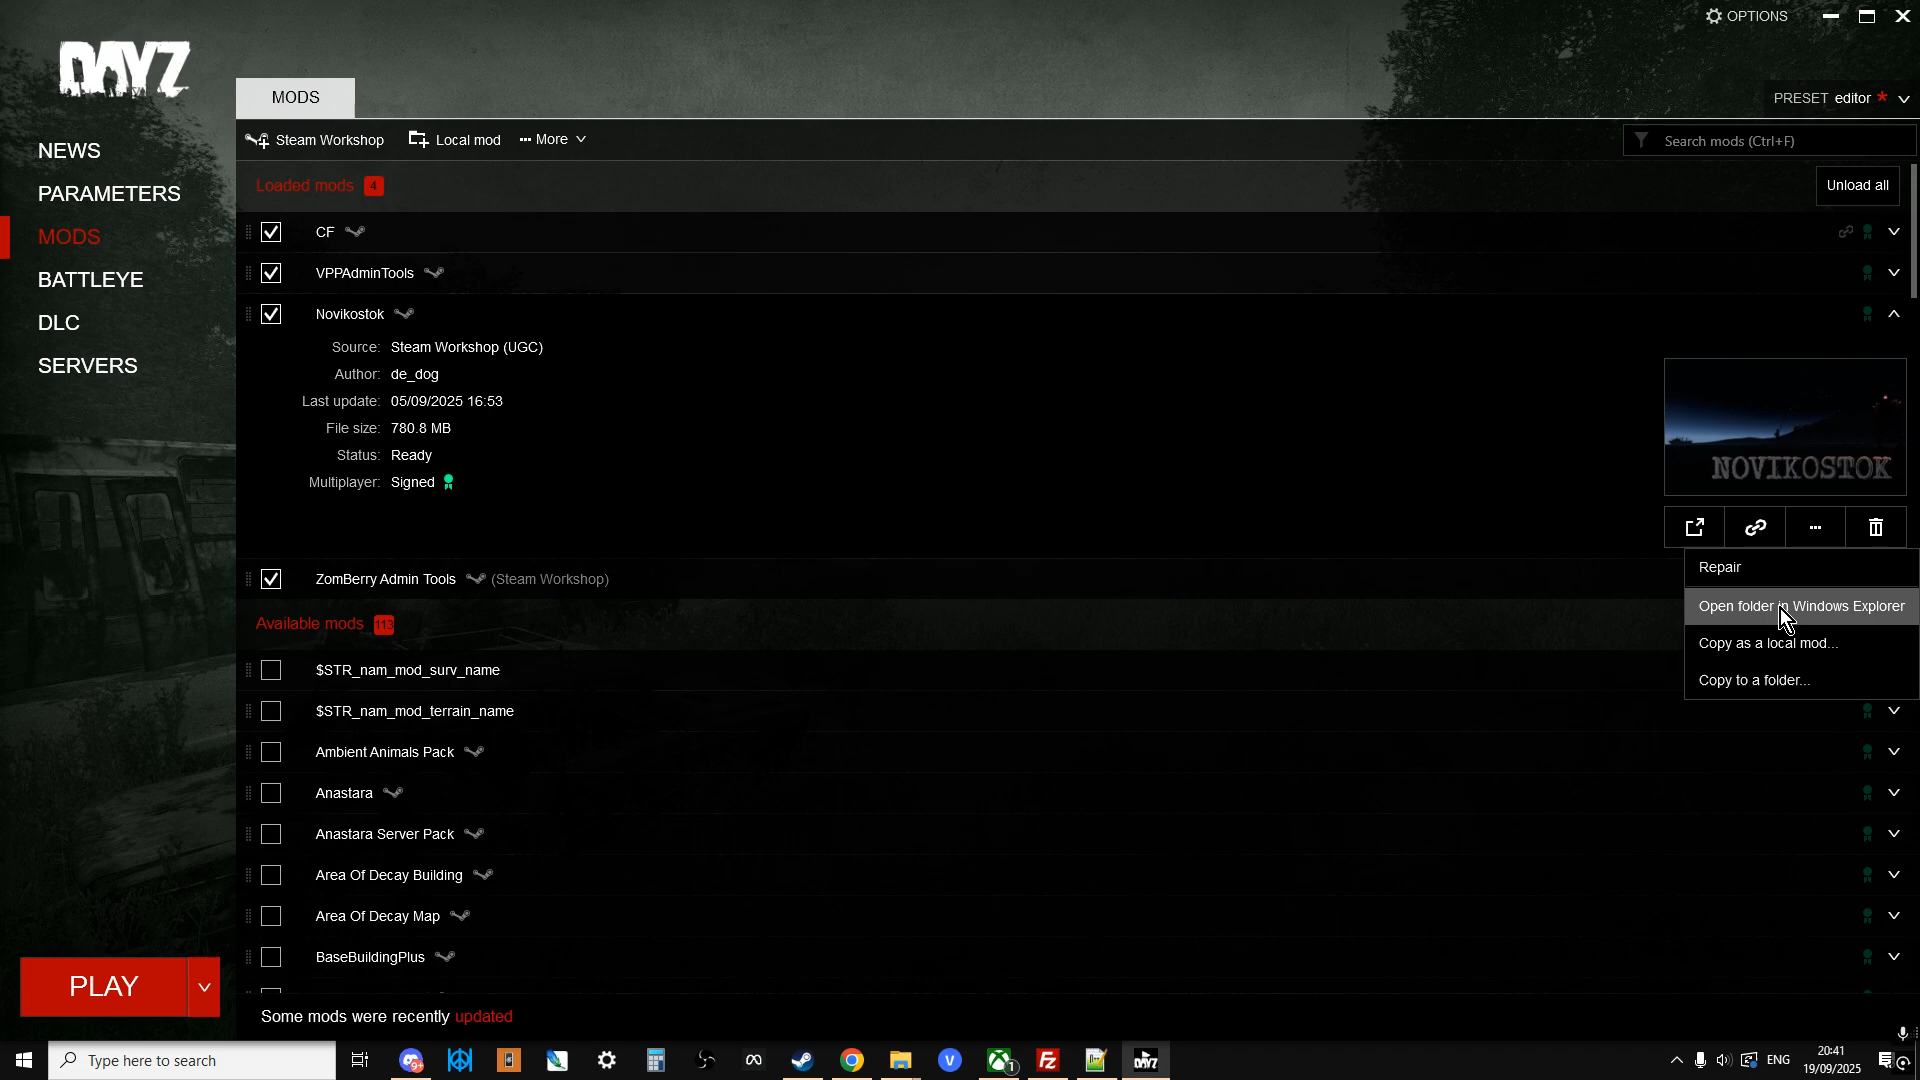 OPTIONS
DAYZ
MODS
PRESET editor *
Steam Workshop
Local mod
··· More
Search mods (Ctrl+F)
NEWS
PARAMETERS
MODS
BATTLEYE
DLC
SERVERS
Loaded mods 4
Unload all
CF
VPPAdminTools
Novikostok
Source: Steam Workshop (UGC)
Author: de_dog
Last update: 05/09/2025 16:53
File size: 780.8 MB
Status: Ready
Multiplayer: Signed
NOVIKOSTOK
···
Repair
Open folder in Windows Explorer
Copy as a local mod...
Copy to a folder...
ZomBerry Admin Tools (Steam Workshop)
Available mods 113
$STR_nam_mod_surv_name
$STR_nam_mod_terrain_name
Ambient Animals Pack
Anastara
Anastara Server Pack
Area Of Decay Building
Area Of Decay Map
BaseBuildingPlus
PLAY
Some mods were recently updated
Type here to search
9+
V
1
FZ
DAYZ
ENG
20:41
19/09/2025